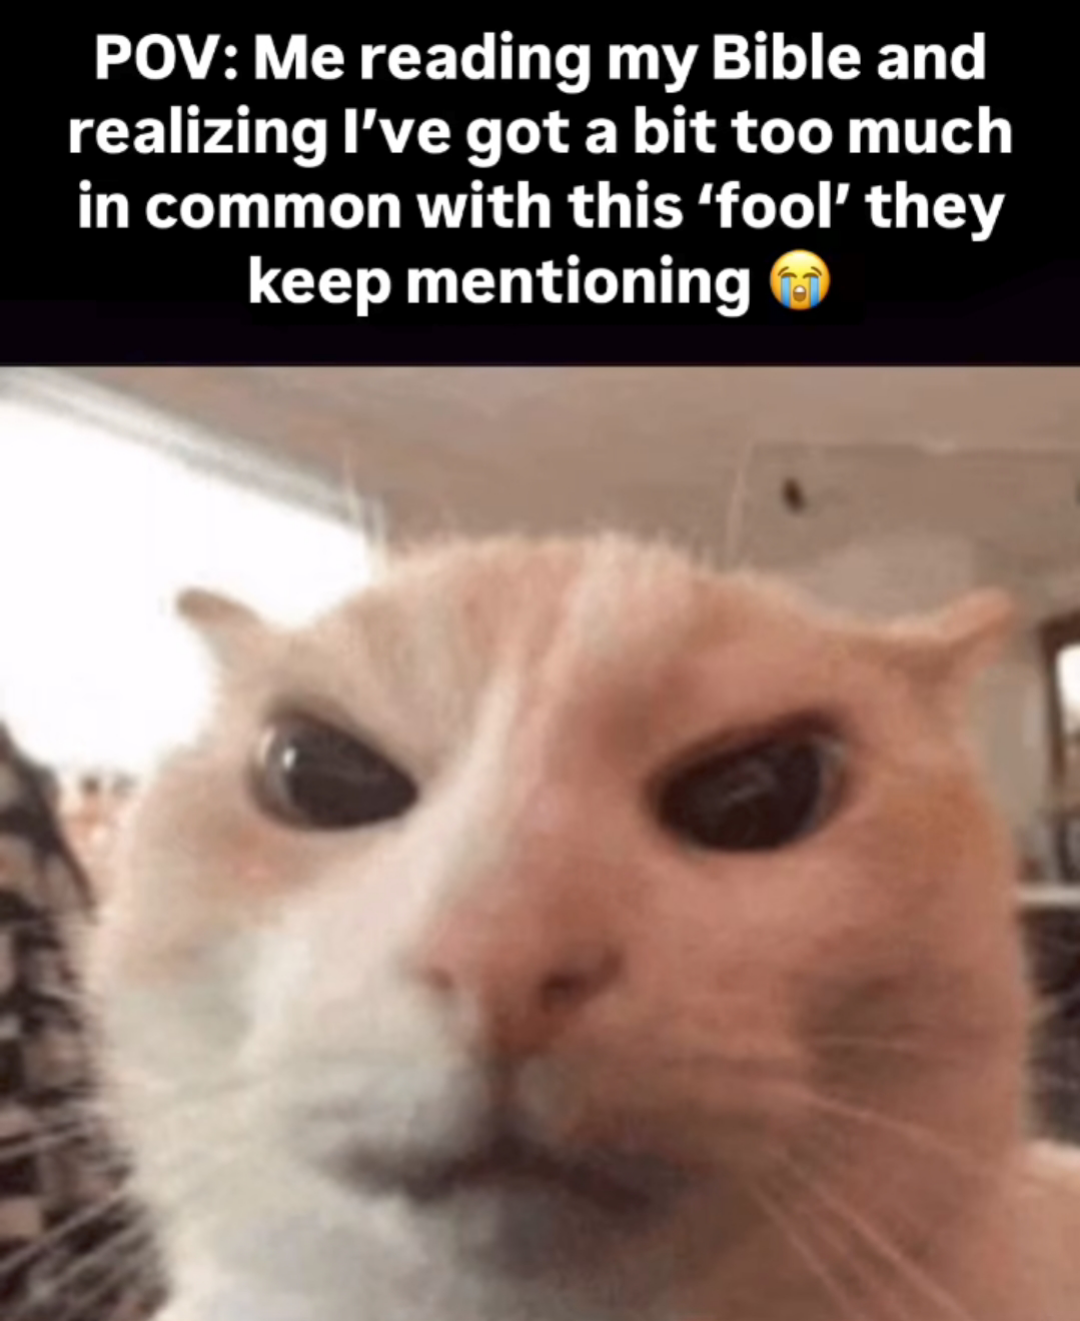 POV: Me reading my Bible and
realizing I’ve got a bit too much
in common with this ‘fool’ they
keep mentioning 😭